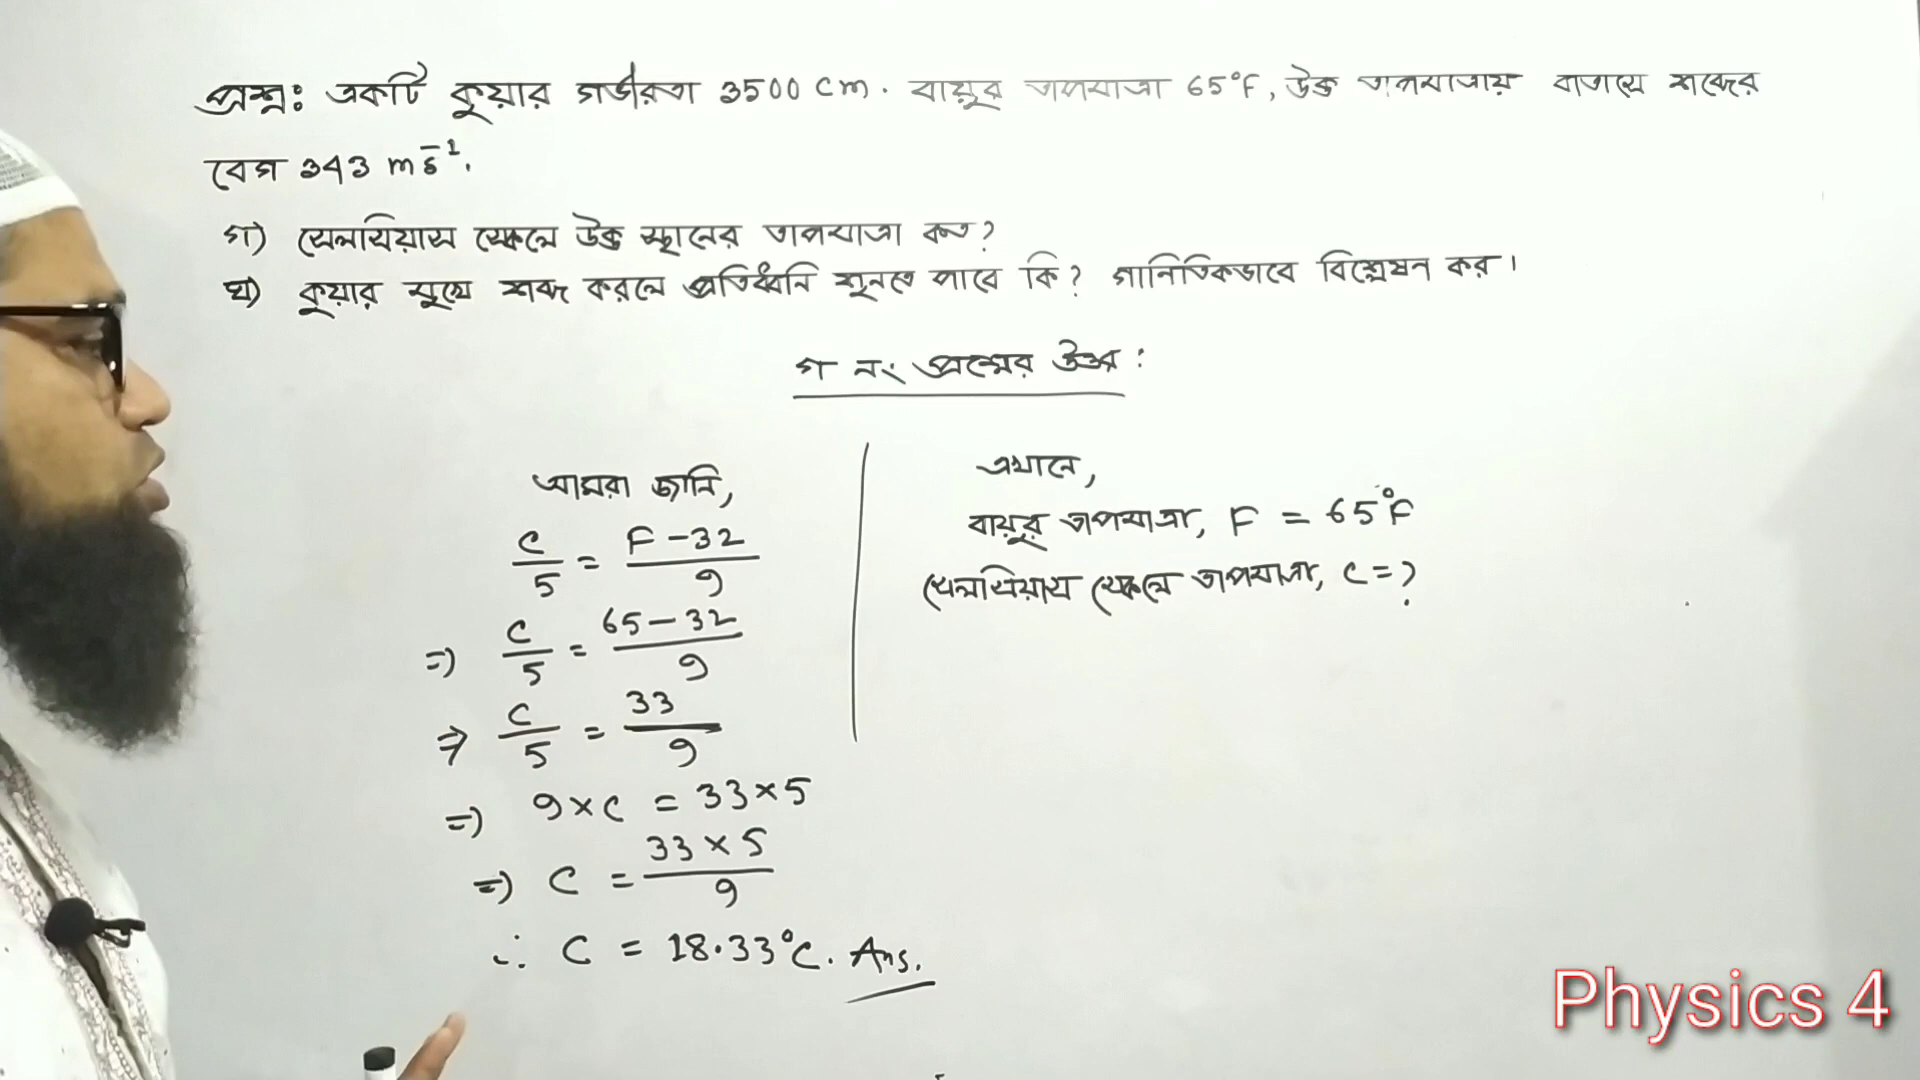 প্রশ্ন: একটি কুয়ার গভীরতা 3500 cm. বায়ুর তাপমাত্রা 65°F, উক্ত তাপমাত্রায় বাতাসে শব্দের
বেগ 343 ms⁻¹.
গ) সেলসিয়াস স্কেলে উক্ত স্থানের তাপমাত্রা কত?
ঘ) কুয়ার মুখে শব্দ করলে প্রতিধ্বনি শুনতে পাবে কি? গানিতিকভাবে বিশ্লেষন কর।
গ নং প্রশ্নের উত্তর:
আমরা জানি,
C/5 = F-32/9
=) C/5 = 65-32/9
⇒ C/5 = 33/9
=) 9×C = 33×5
=) C = 33×5/9
∴ C = 18.33°C. Ans.
এখানে,
বায়ুর তাপমাত্রা, F = 65°F
সেলসিয়াস স্কেলে তাপমাত্রা, C=?
Physics 4